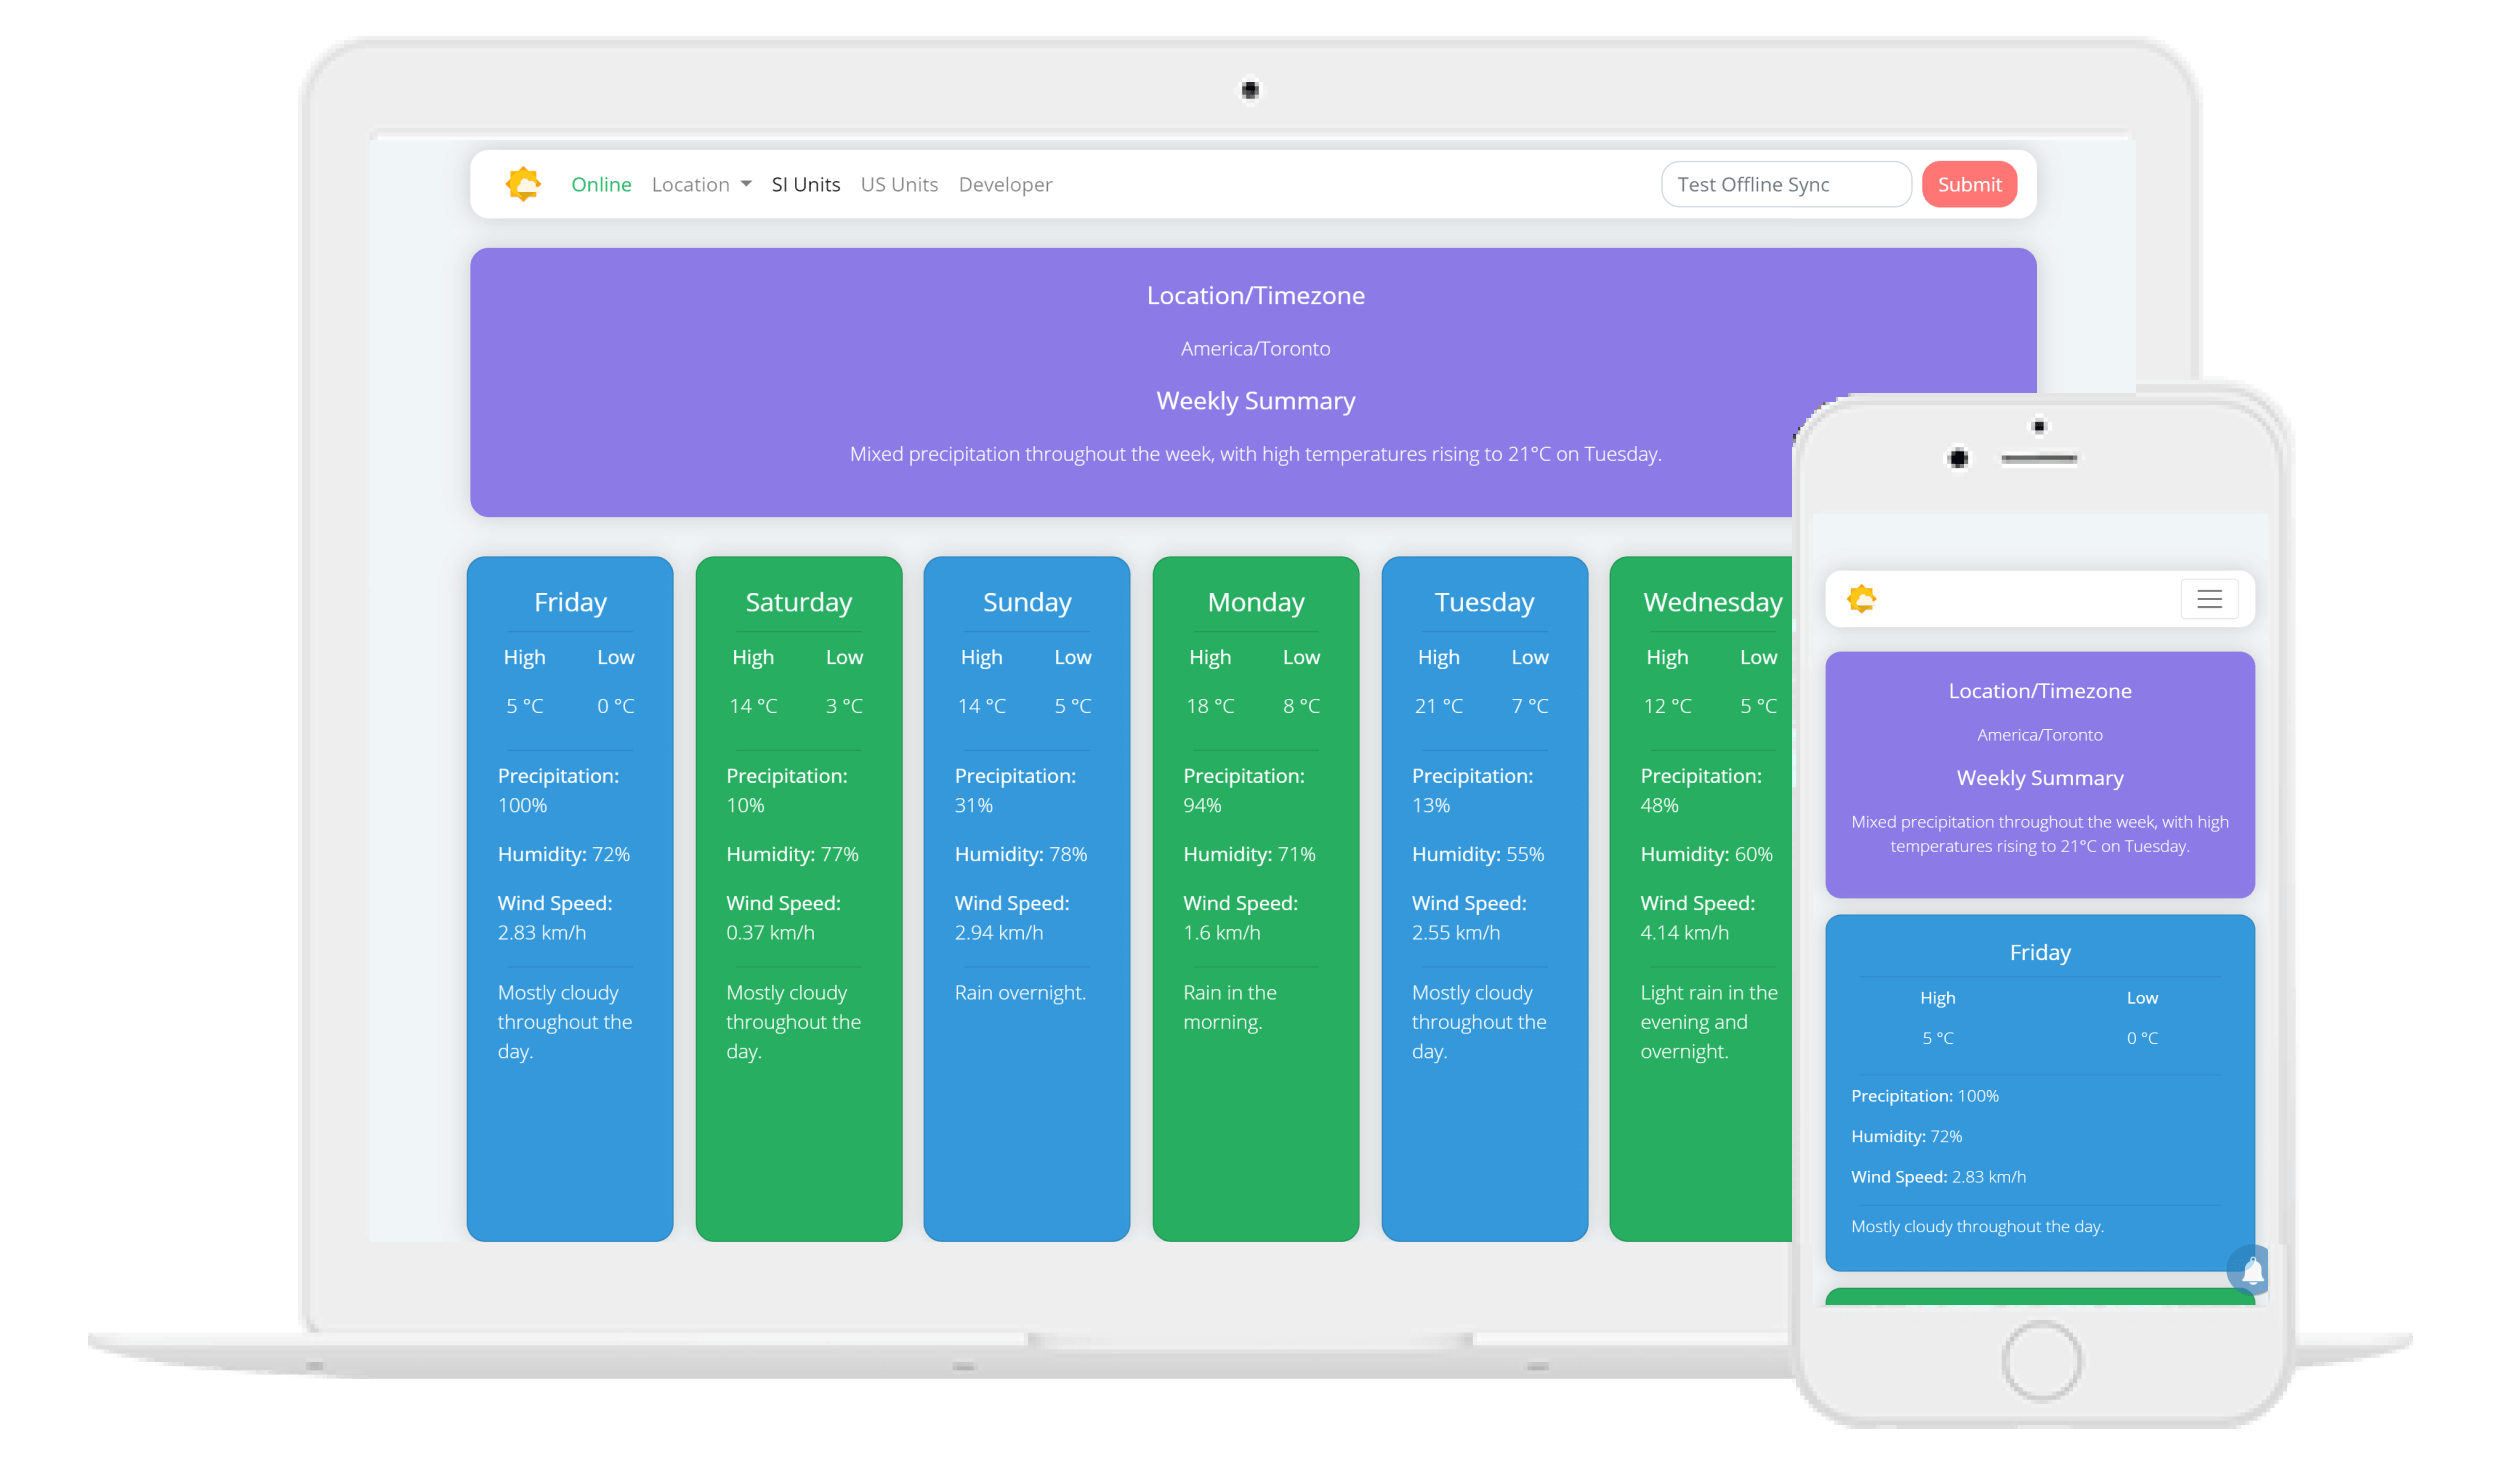 Online Location SI Units US Units Developer Test Offline Sync Submit
Location/Timezone
America/Toronto
Weekly Summary
Mixed precipitation throughout the week, with high temperatures rising to 21°C on Tuesday.
Friday
High Low
5 °C 0 °C
Precipitation:
100%
Humidity: 72%
Wind Speed:
2.83 km/h
Mostly cloudy
throughout the
day.
Saturday
High Low
14 °C 3 °C
Precipitation:
10%
Humidity: 77%
Wind Speed:
0.37 km/h
Mostly cloudy
throughout the
day.
Sunday
High Low
14 °C 5 °C
Precipitation:
31%
Humidity: 78%
Wind Speed:
2.94 km/h
Rain overnight.
Monday
High Low
18 °C 8 °C
Precipitation:
94%
Humidity: 71%
Wind Speed:
1.6 km/h
Rain in the
morning.
Tuesday
High Low
21 °C 7 °C
Precipitation:
13%
Humidity: 55%
Wind Speed:
2.55 km/h
Mostly cloudy
throughout the
day.
Wednesday
High Low
12 °C 5 °C
Precipitation:
48%
Humidity: 60%
Wind Speed:
4.14 km/h
Light rain in the
evening and
overnight.
Location/Timezone
America/Toronto
Weekly Summary
Mixed precipitation throughout the week, with high
temperatures rising to 21°C on Tuesday.
Friday
High Low
5 °C 0 °C
Precipitation: 100%
Humidity: 72%
Wind Speed: 2.83 km/h
Mostly cloudy throughout the day.